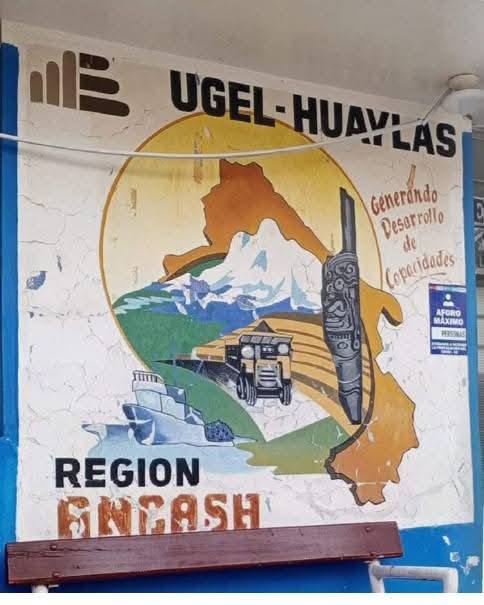 UGEL-HUAYLAS
Generando
Desarrollo
de
Capacidades
AFORO
MÁXIMO
PERSONAS
REGION
ANCASH